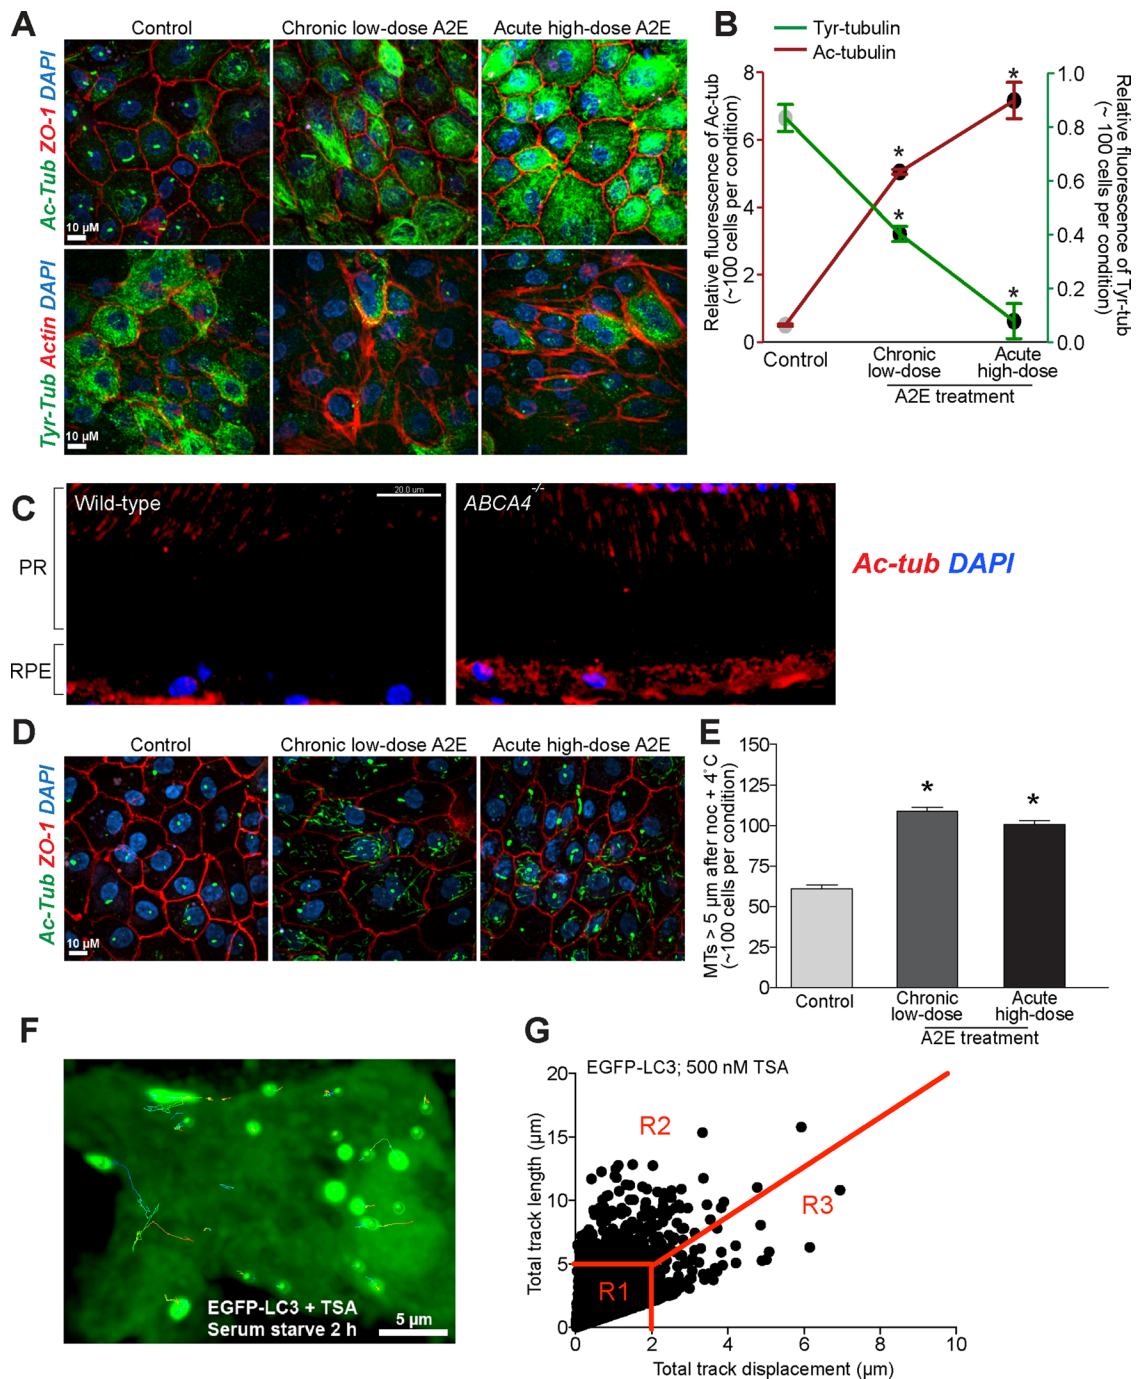 A
Control
Chronic low-dose A2E
Acute high-dose A2E
Ac-Tub ZO-1 DAPI
10 µM
Tyr-Tub Actin DAPI
10 µM
B
Tyr-tubulin
Ac-tubulin
Relative fluorescence of Ac-tub
(~100 cells per condition)
8
6
4
2
0
*
*
*
*
1.0
0.8
0.6
0.4
0.2
0.0
Relative fluorescence of Tyr-tub
(~ 100 cells per condition)
Control
Chronic
low-dose
Acute
high-dose
A2E treatment
C
PR
RPE
Wild-type
20.0 um
ABCA4-/-
Ac-tub DAPI
D
Control
Chronic low-dose A2E
Acute high-dose A2E
Ac-Tub ZO-1 DAPI
10 µM
E
MTs > 5 µm after noc + 4˚C
(~100 cells per condition)
150
125
100
75
50
25
0
*
*
Control
Chronic
low-dose
Acute
high-dose
A2E treatment
F
EGFP-LC3 + TSA
Serum starve 2 h
5 µm
G
EGFP-LC3; 500 nM TSA
Total track length (µm)
20
15
10
5
0
R2
R3
R1
0
2
4
6
8
10
Total track displacement (µm)